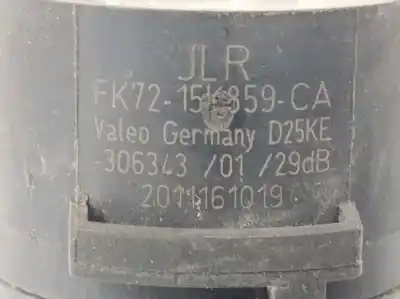 JLR
FK72-15K859-CA
Valeo Germany D25KE
-306343 /01 /29dB
2011161019